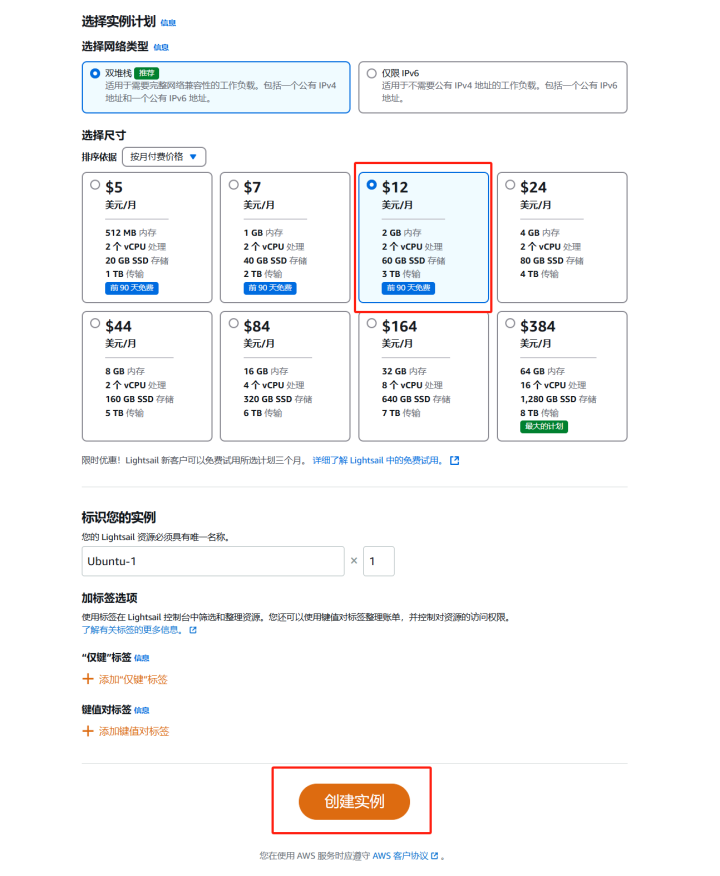 选择实例计划 信息
选择网络类型 信息
双堆栈 推荐
适用于需要完整网络兼容性的工作负载。包括一个公有 IPv4
地址和一个公有 IPv6 地址。
仅限 IPv6
适用于不需要公有 IPv4 地址的工作负载。包括一个公有 IPv6
地址。
选择尺寸
排序依据 按月付费价格
$5
美元/月
512 MB 内存
2 个 vCPU 处理
20 GB SSD 存储
1 TB 传输
前 90 天免费
$7
美元/月
1 GB 内存
2 个 vCPU 处理
40 GB SSD 存储
2 TB 传输
前 90 天免费
$12
美元/月
2 GB 内存
2 个 vCPU 处理
60 GB SSD 存储
3 TB 传输
前 90 天免费
$24
美元/月
4 GB 内存
2 个 vCPU 处理
80 GB SSD 存储
4 TB 传输
$44
美元/月
8 GB 内存
2 个 vCPU 处理
160 GB SSD 存储
5 TB 传输
$84
美元/月
16 GB 内存
4 个 vCPU 处理
320 GB SSD 存储
6 TB 传输
$164
美元/月
32 GB 内存
8 个 vCPU 处理
640 GB SSD 存储
7 TB 传输
$384
美元/月
64 GB 内存
16 个 vCPU 处理
1,280 GB SSD 存储
8 TB 传输
最大的计划
限时优惠！Lightsail 新客户可以免费试用所选计划三个月。 详细了解 Lightsail 中的免费试用。
标识您的实例
您的 Lightsail 资源必须具有唯一名称。
Ubuntu-1 × 1
加标签选项
使用标签在 Lightsail 控制台中筛选和整理资源。您还可以使用键值对标签整理账单，并控制对资源的访问权限。
了解有关标签的更多信息。
“仅键”标签 信息
+ 添加“仅键”标签
键值对标签 信息
+ 添加键值对标签
创建实例
您在使用 AWS 服务时应遵守 AWS 客户协议 。